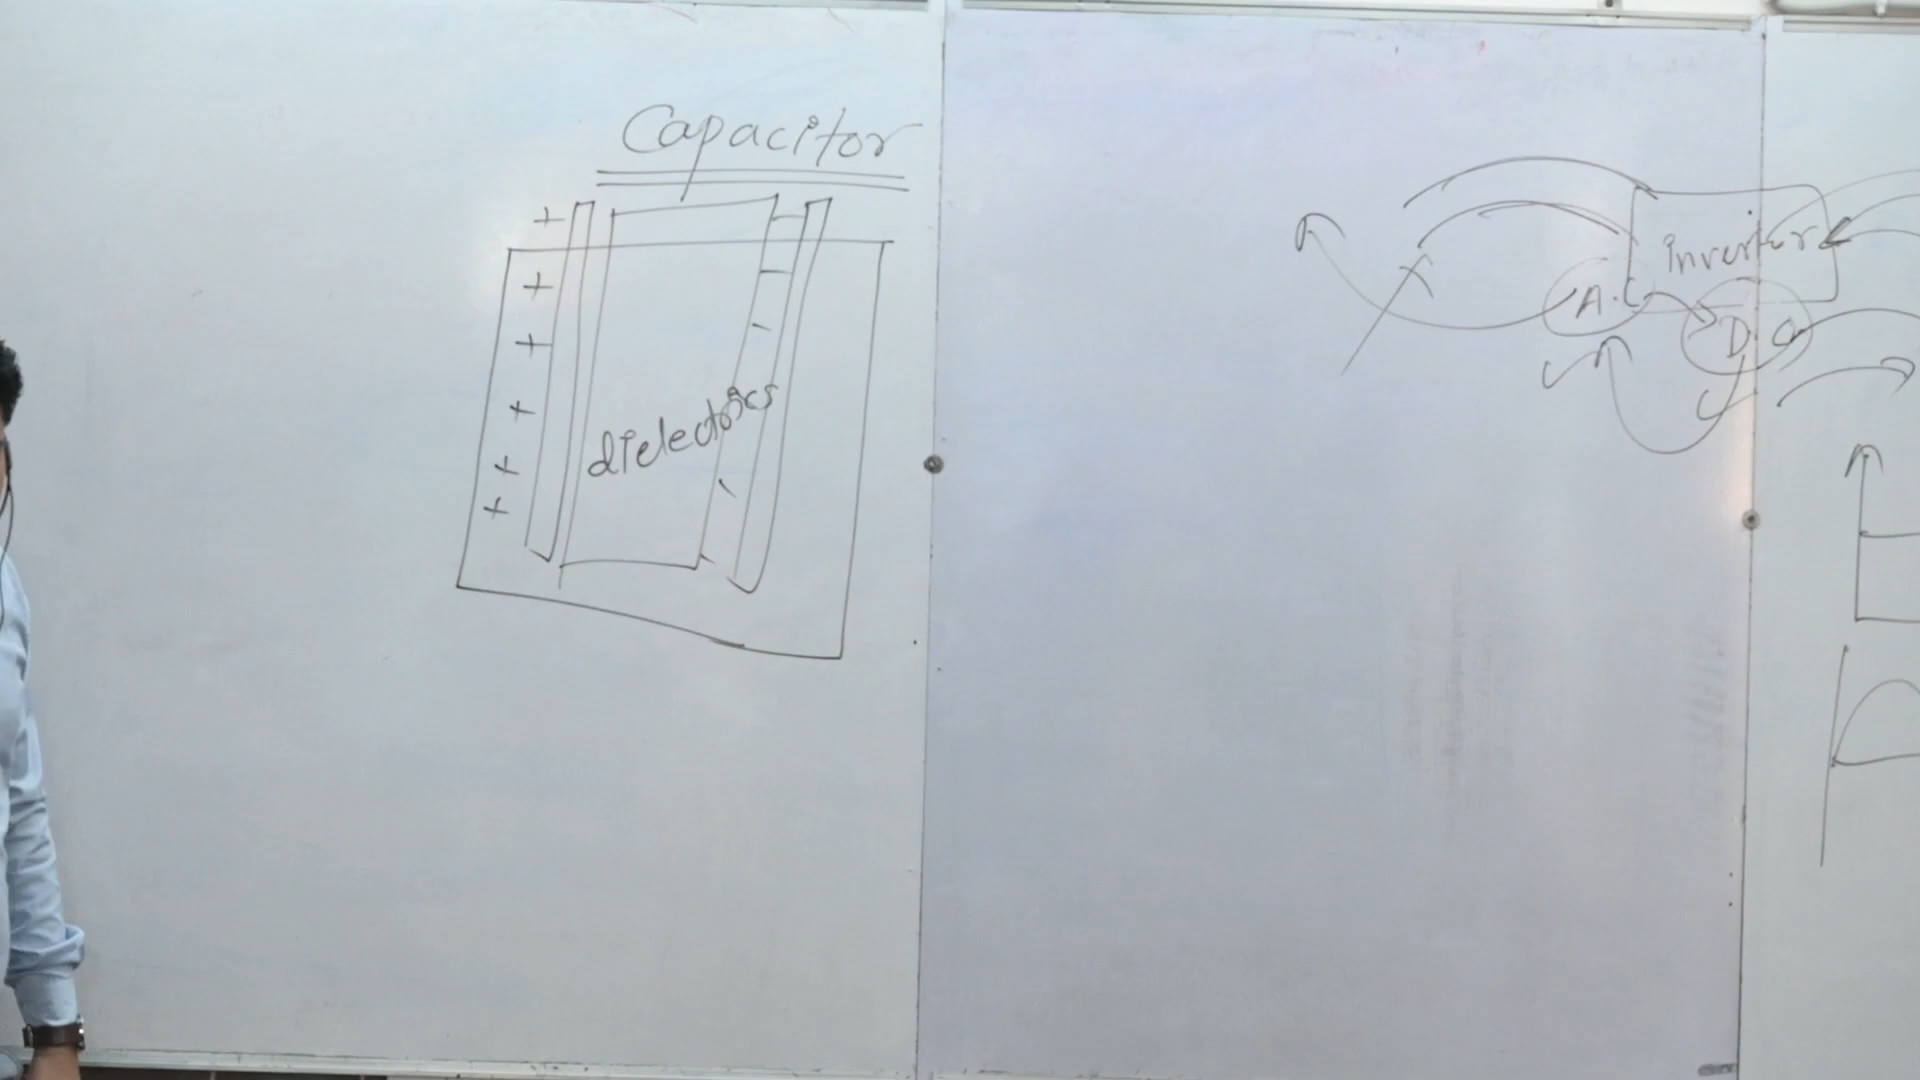 Capacitor
+
+
+
+
+
+
dielectrics
inverter
A.C
D.C